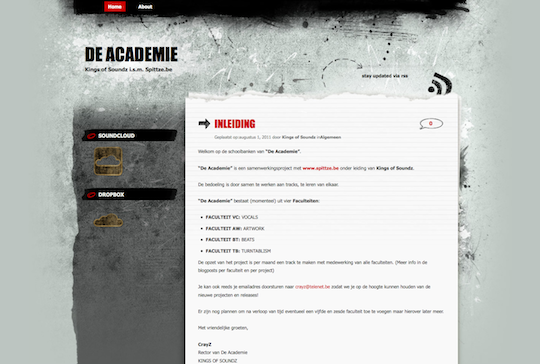 Home About
DE ACADEMIE
Kings of Soundz i.s.m. Spittze.be
stay updated via rss
SOUNDCLOUD
DROPBOX
INLEIDING
0
Geplaatst op augustus 1, 2011 door Kings of Soundz in Algemeen
Welkom op de schoolbanken van "De Academie".
"De Academie" is een samenwerkingsproject met www.spittze.be onder leiding van Kings of Soundz.
De bedoeling is door samen te werken aan tracks, te leren van elkaar.
"De Academie" bestaat (momenteel) uit vier Faculteiten:
• FACULTEIT VC: VOCALS
• FACULTEIT AW: ARTWORK
• FACULTEIT BT: BEATS
• FACULTEIT TB: TURNTABLISM
De opzet van het project is per maand een track te maken met medewerking van alle faculteiten. (Meer info in de
blogposts per faculteit en per project)
Je kan ook reeds je emailadres doorsturen naar crayz@telenet.be zodat we je op de hoogte kunnen houden van de
nieuwe projecten en releases!
Er zijn nog plannen om na verloop van tijd eventueel een vijfde en zesde faculteit toe te voegen maar hierover later meer.
Met vriendelijke groeten,
CrayZ
Rector van De Academie
KINGS OF SOUNDZ